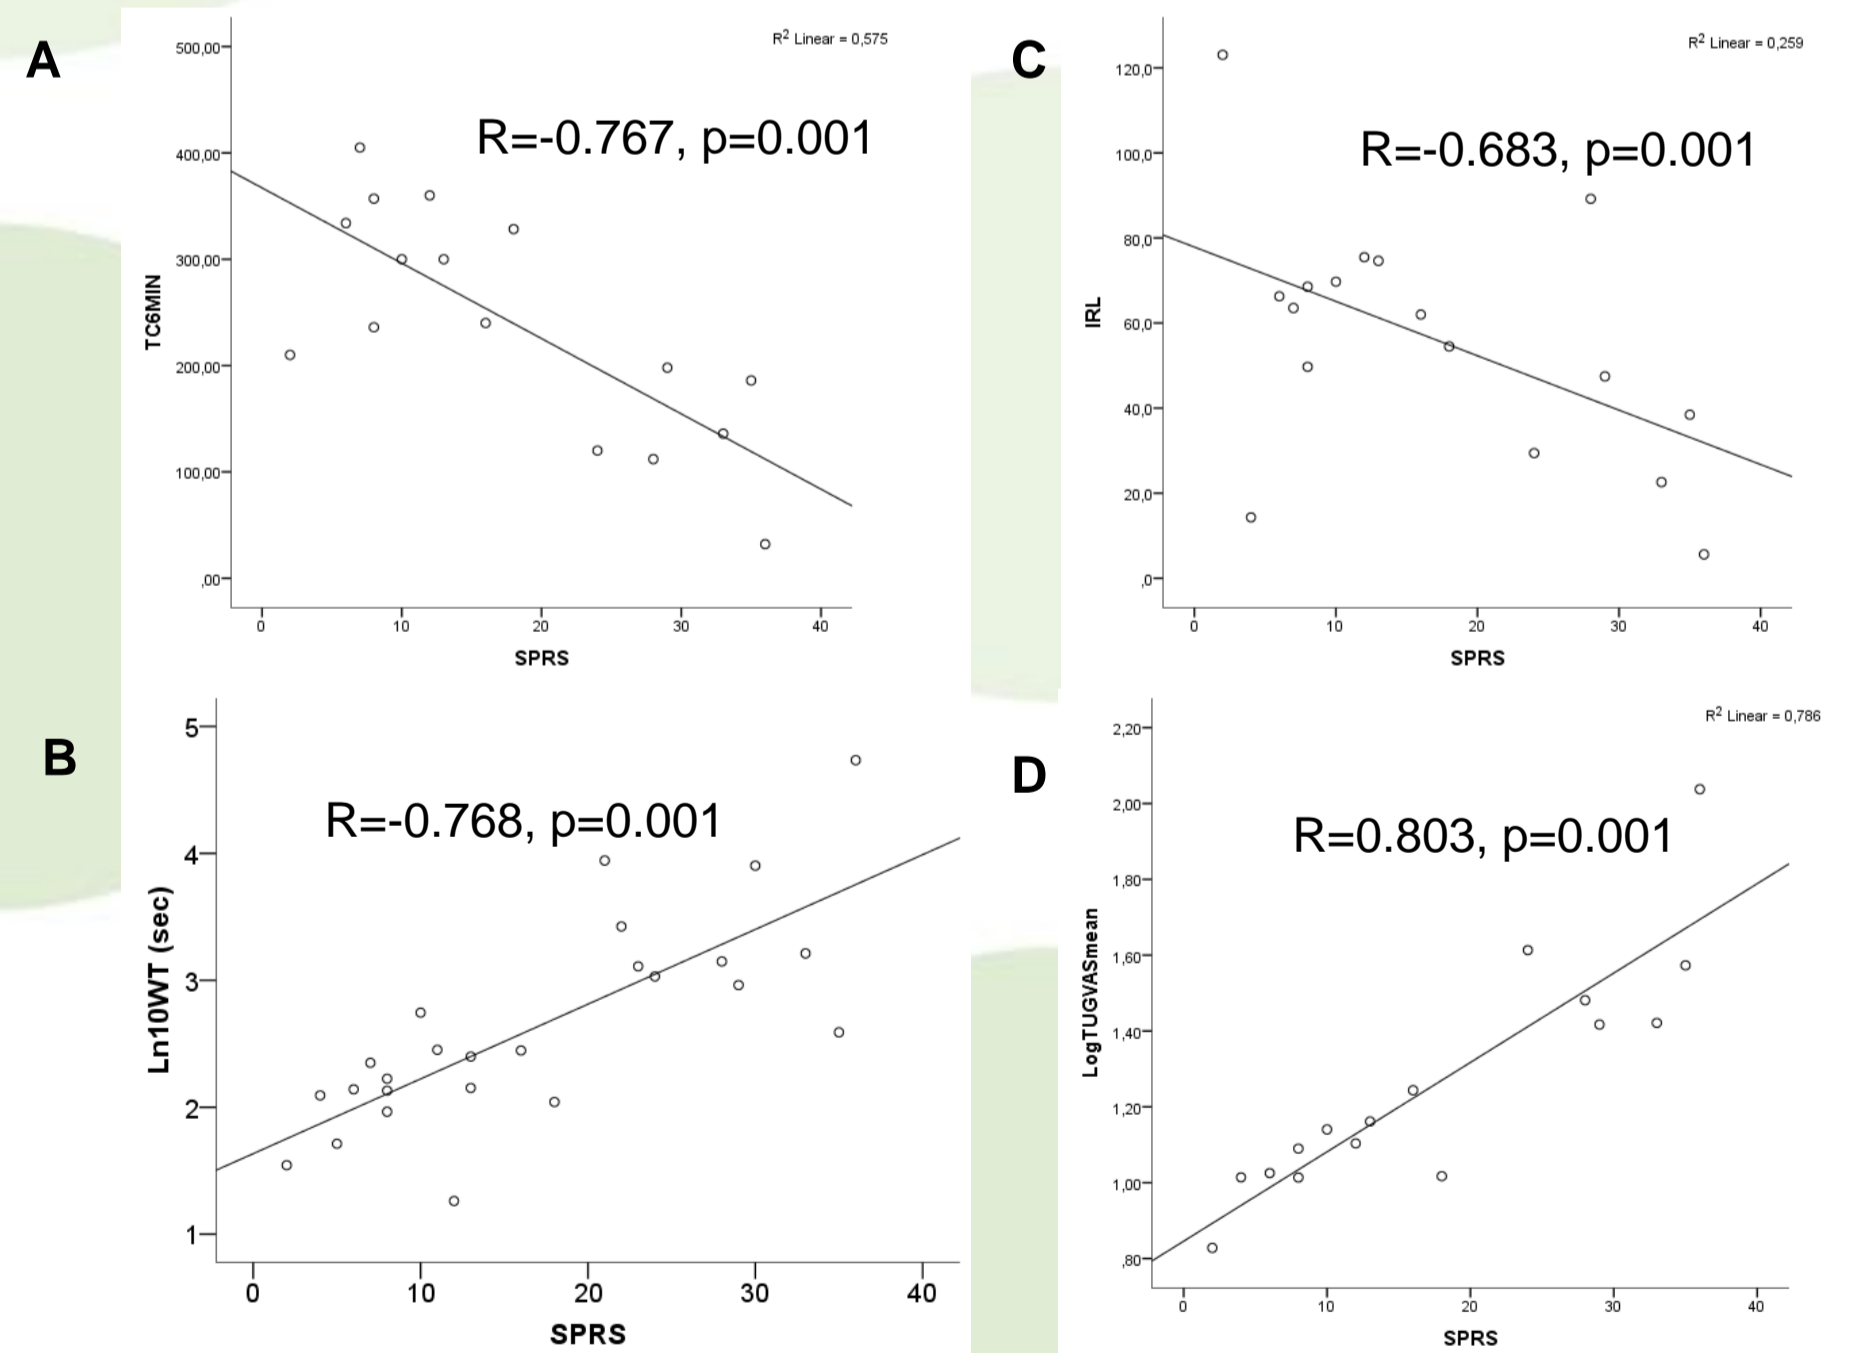 A
R² Linear = 0,575
R=-0.767, p=0.001
500,00
400,00
300,00
200,00
100,00
,00
TC6MIN
0 10 20 30 40
SPRS
C
R² Linear = 0,259
R=-0.683, p=0.001
120,0
100,0
80,0
60,0
40,0
20,0
,0
IRL
0 10 20 30 40
SPRS
B
R=-0.768, p=0.001
5
4
3
2
1
Ln10WT (sec)
0 10 20 30 40
SPRS
D
R² Linear = 0,786
R=0.803, p=0.001
2,20
2,00
1,80
1,60
1,40
1,20
1,00
,80
LogTUGVASmean
0 10 20 30 40
SPRS